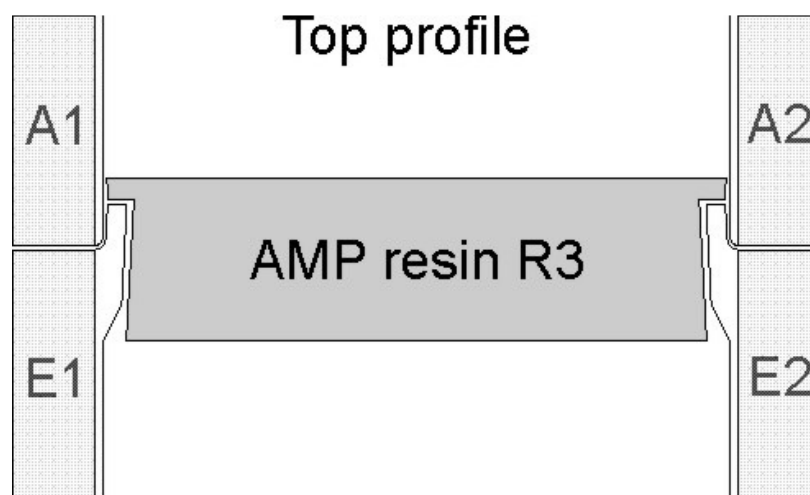 Top profile
A1
A2
AMP resin R3
E1
E2